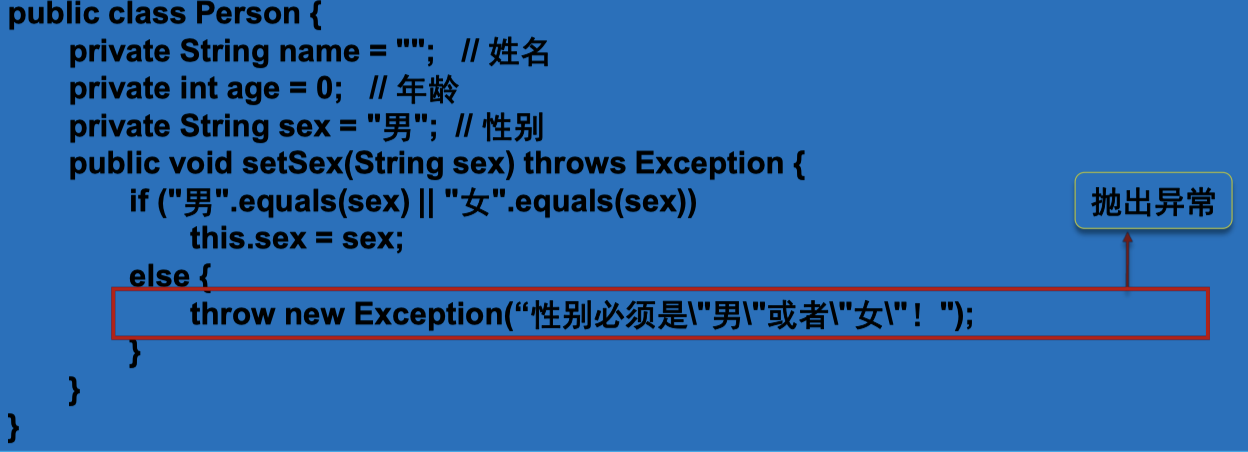 public class Person {
private String name = "";   // 姓名
private int age = 0;   // 年龄
private String sex = "男";  // 性别
public void setSex(String sex) throws Exception {
if ("男".equals(sex) || "女".equals(sex))
this.sex = sex;
else {
throw new Exception(“性别必须是\"男\"或者\"女\"！");
}
}
}
抛出异常